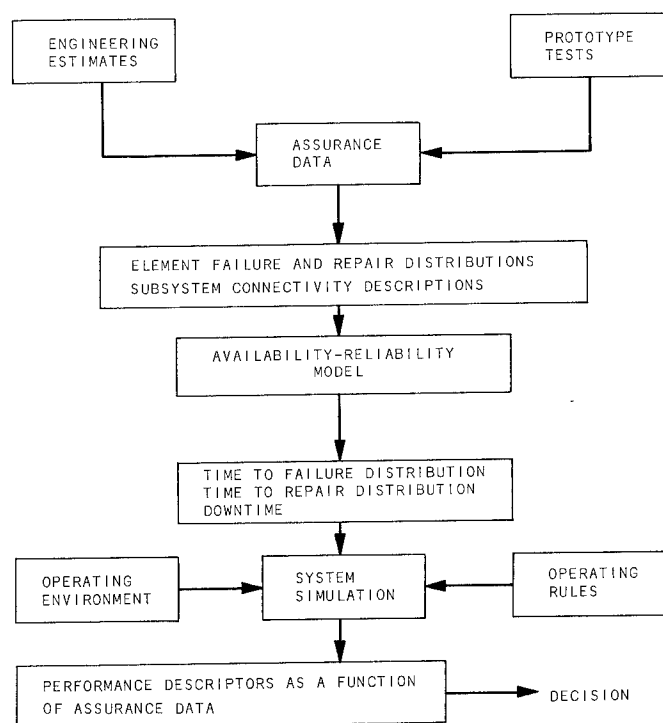 ENGINEERING
ESTIMATES
PROTOTYPE
TESTS
ASSURANCE
DATA
ELEMENT FAILURE AND REPAIR DISTRIBUTIONS
SUBSYSTEM CONNECTIVITY DESCRIPTIONS
AVAILABILITY-RELIABILITY
MODEL
TIME TO FAILURE DISTRIBUTION
TIME TO REPAIR DISTRIBUTION
DOWNTIME
OPERATING
ENVIRONMENT
SYSTEM
SIMULATION
OPERATING
RULES
PERFORMANCE DESCRIPTORS AS A FUNCTION
OF ASSURANCE DATA
DECISION